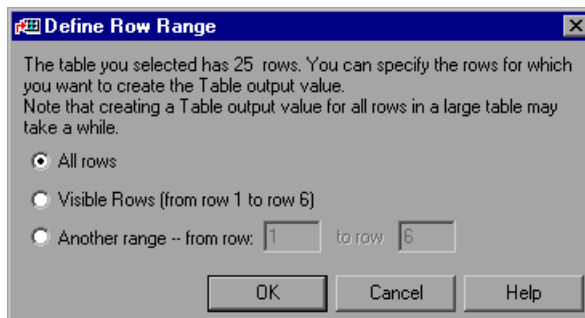 Define Row Range
The table you selected has 25 rows. You can specify the rows for which
you want to create the Table output value.
Note that creating a Table output value for all rows in a large table may
take a while.
All rows
Visible Rows (from row 1 to row 6)
Another range -- from row: 1 to row 6
OK Cancel Help